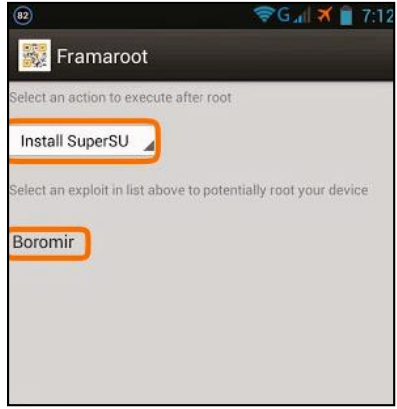 82 G 7:12
Framaroot
Select an action to execute after root
Install SuperSU
Select an exploit in list above to potentially root your device
Boromir